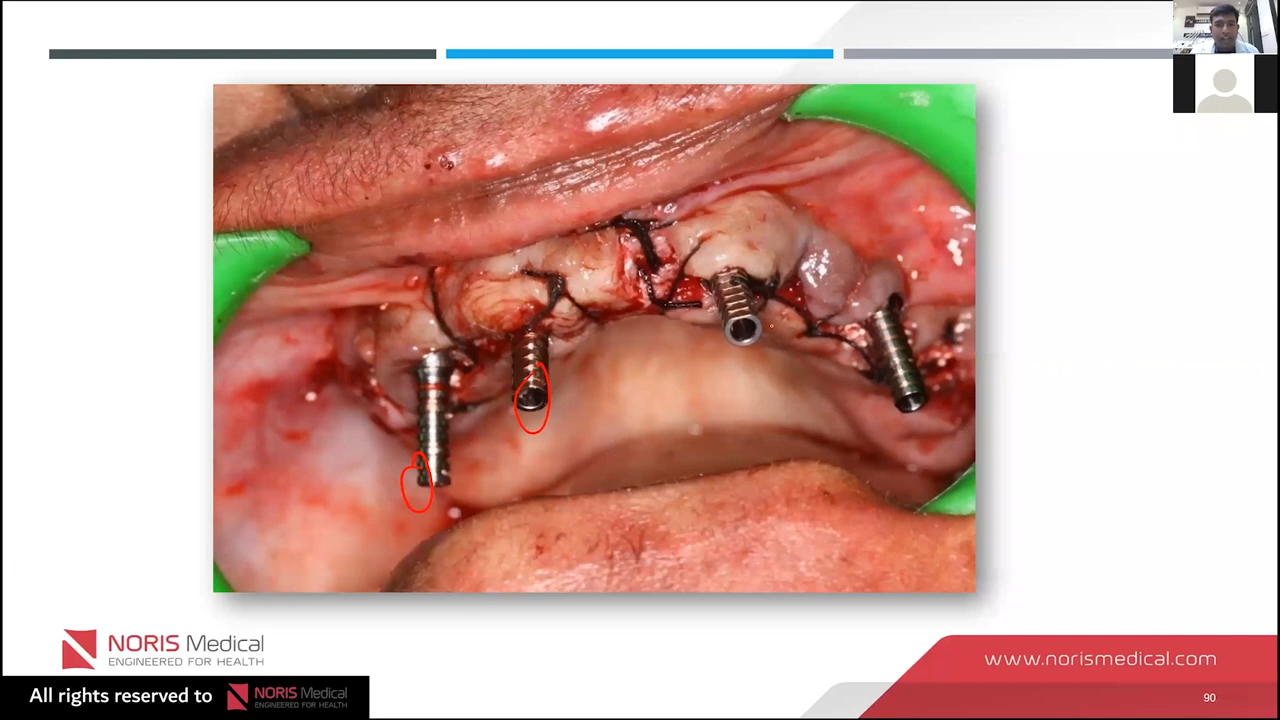 NORIS Medical
ENGINEERED FOR HEALTH
www.norismedical.com
All rights reserved to NORIS Medical
ENGINEERED FOR HEALTH
90